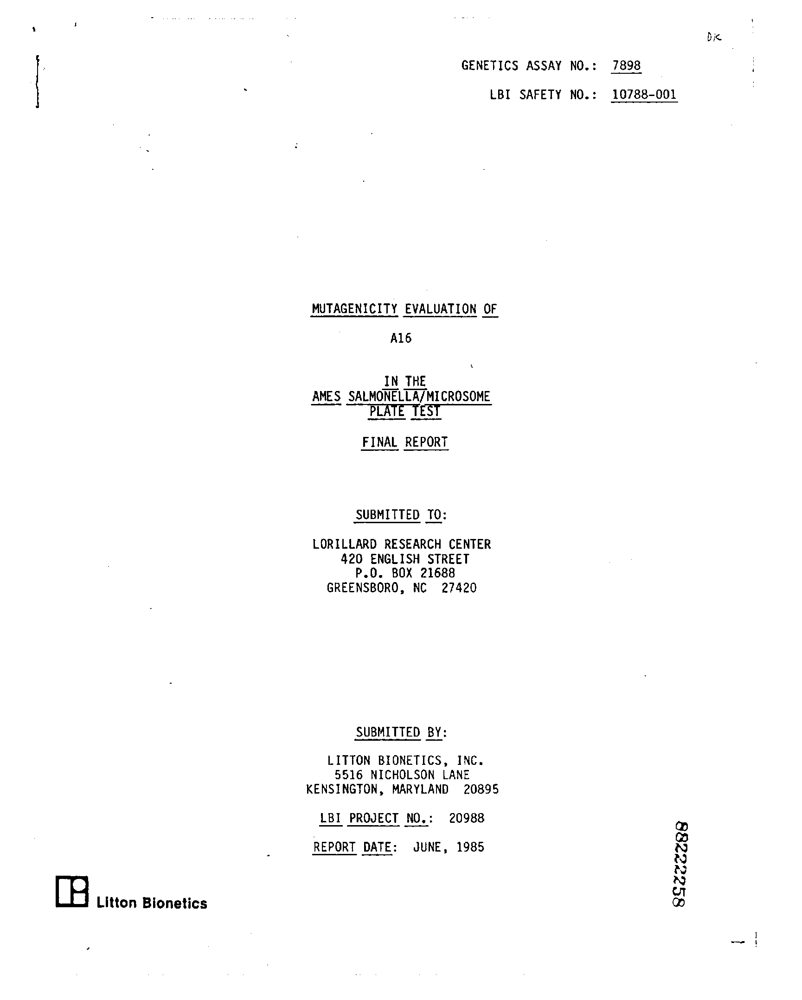 DK
GENETICS ASSAY NO.: 7898
LBI SAFETY NO.: 10788-001
MUTAGENICITY EVALUATION OF
A16
IN THE
AMES SALMONELLA/MICROSOME
PLATE TEST
FINAL REPORT
SUBMITTED TO:
LORILLARD RESEARCH CENTER
420 ENGLISH STREET
P.O. BOX 21688
GREENSBORO, NC 27420
SUBMITTED BY:
LITTON BIONETICS, INC.
5516 NICHOLSON LANE
KENSINGTON, MARYLAND 20895
LBI PROJECT NO.: 20988
REPORT DATE: JUNE, 1985
Litton Bionetics
88222258